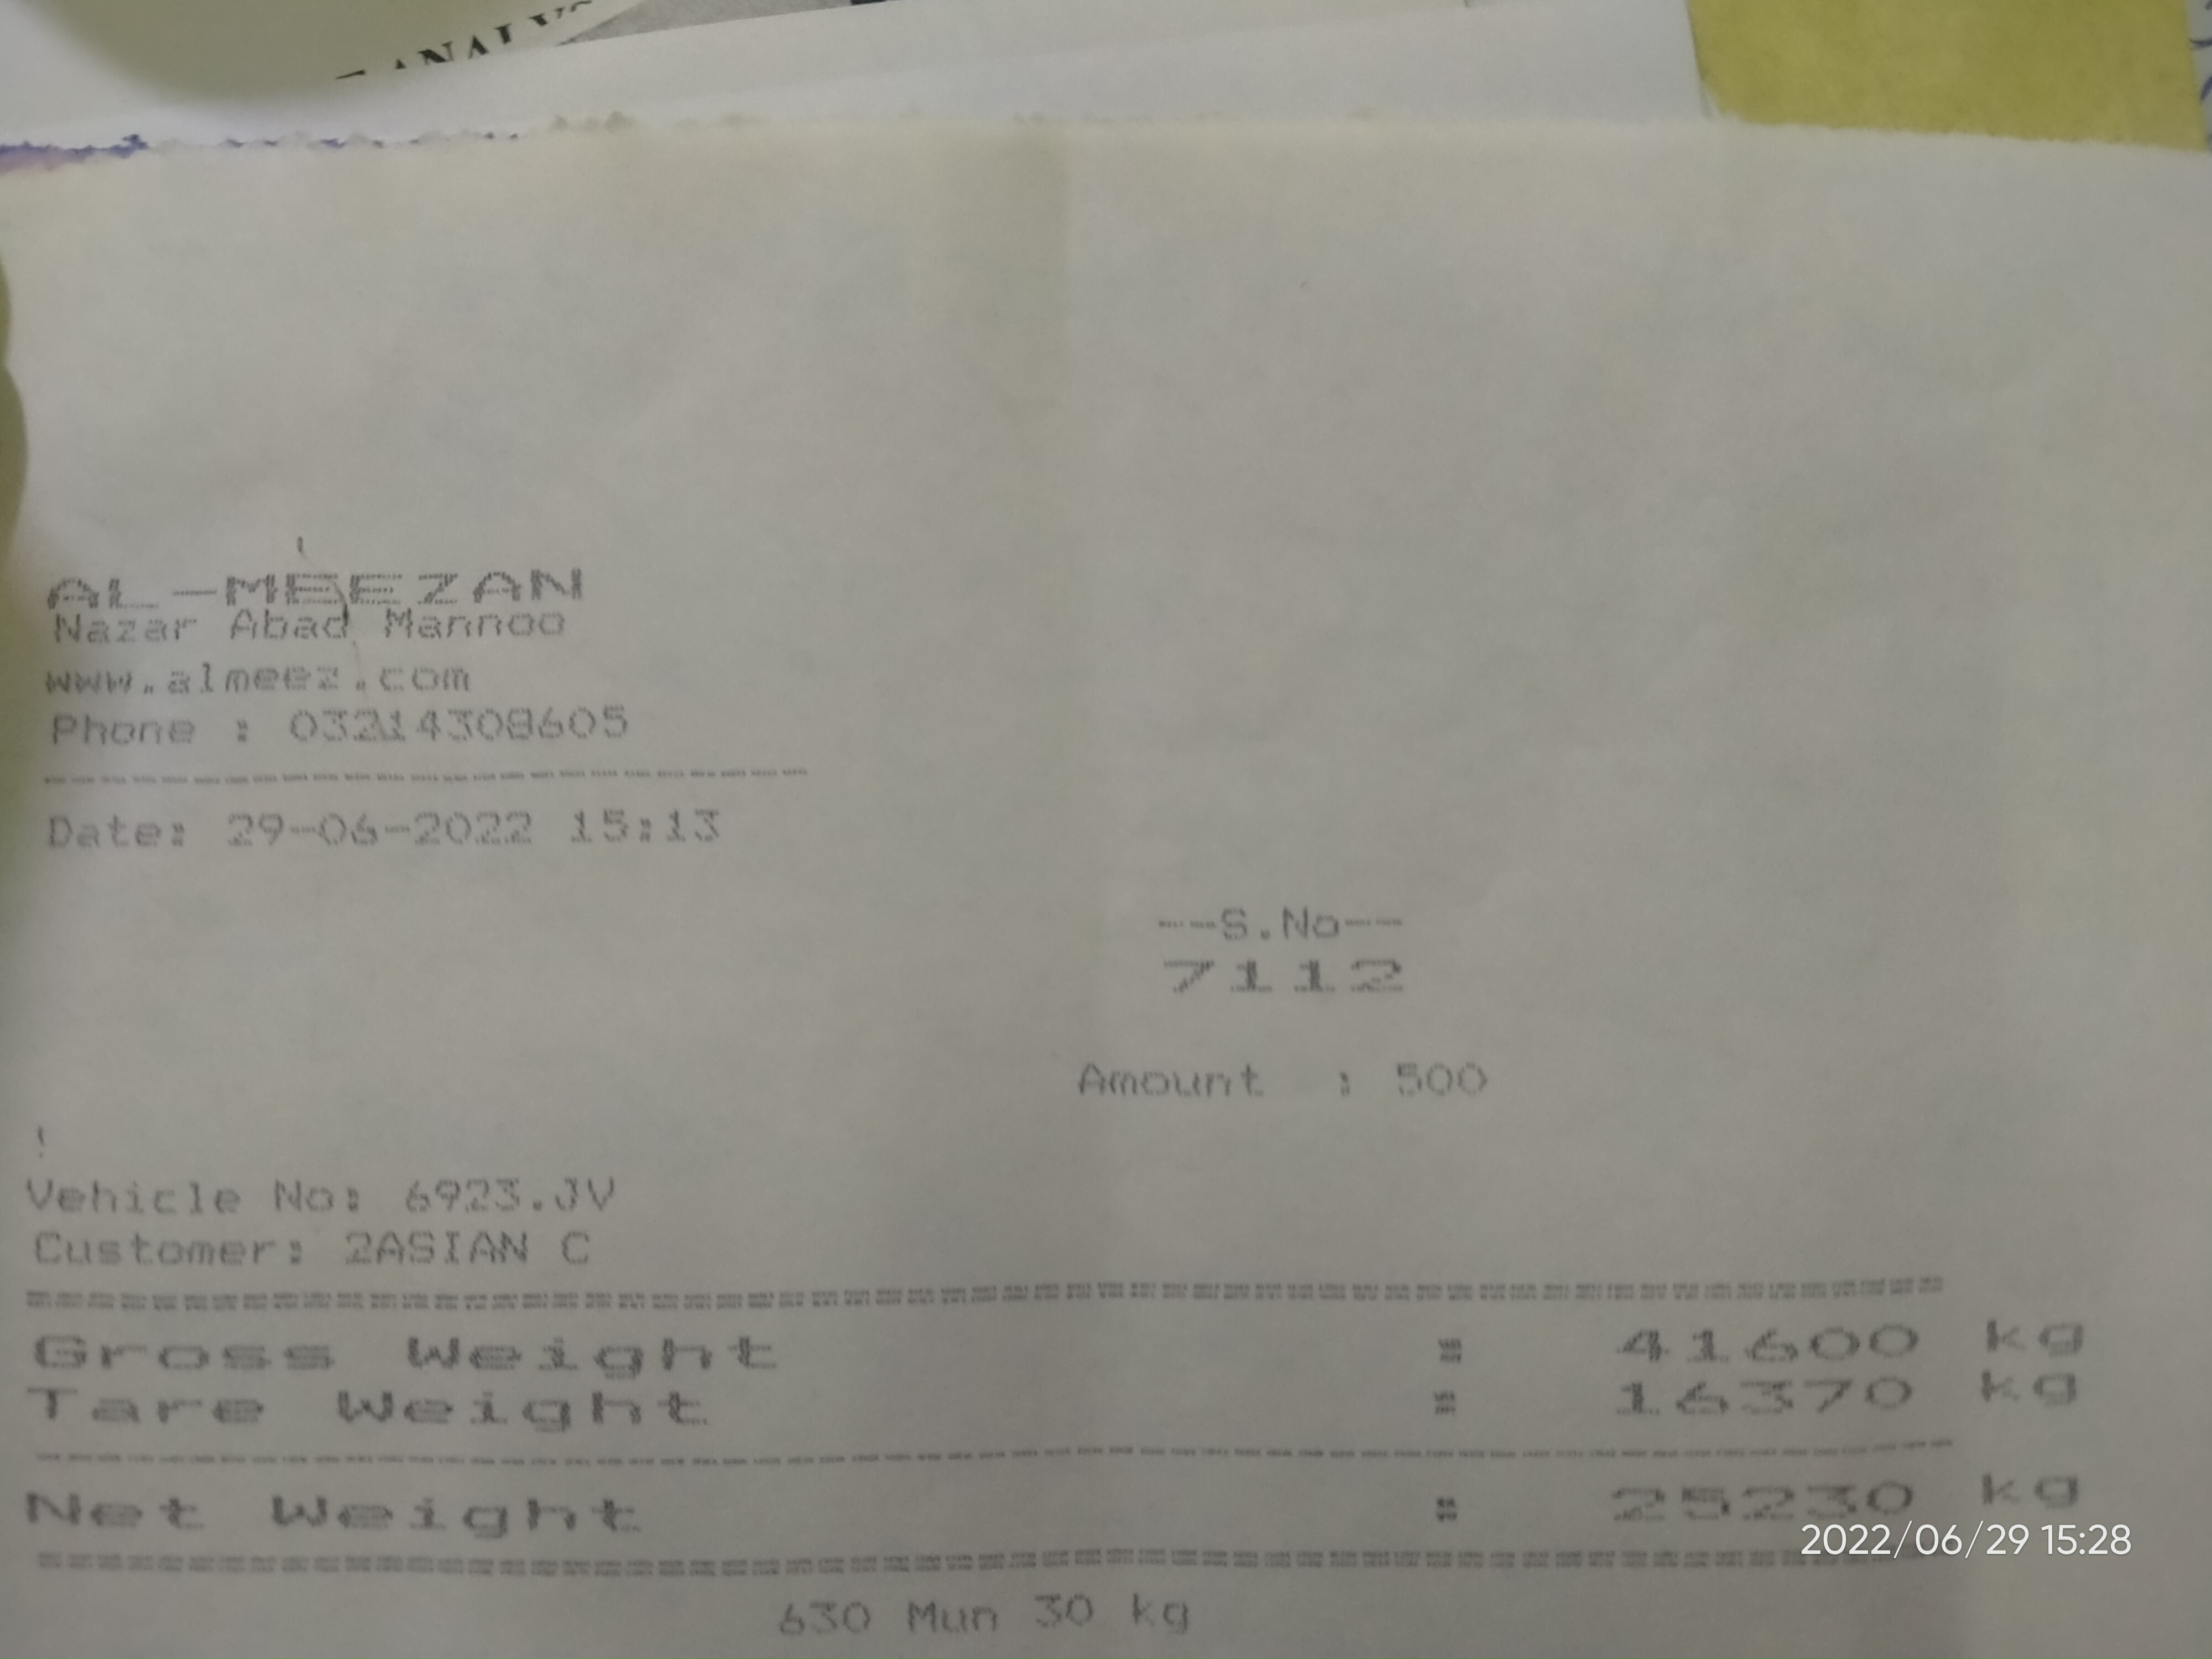 AL-MEEZAN
Nazar Abad Mannoo
www.almeez.com
Phone : 03214308605
Date: 29-06-2022 15:13
--S.No--
7112
Amount : 500
Vehicle No: 6923.JV
Customer: 2ASIAN C
Gross Weight : 41600 kg
Tare Weight : 16370 kg
Net Weight : 25230 kg
2022/06/29 15:28
630 Mun 30 kg